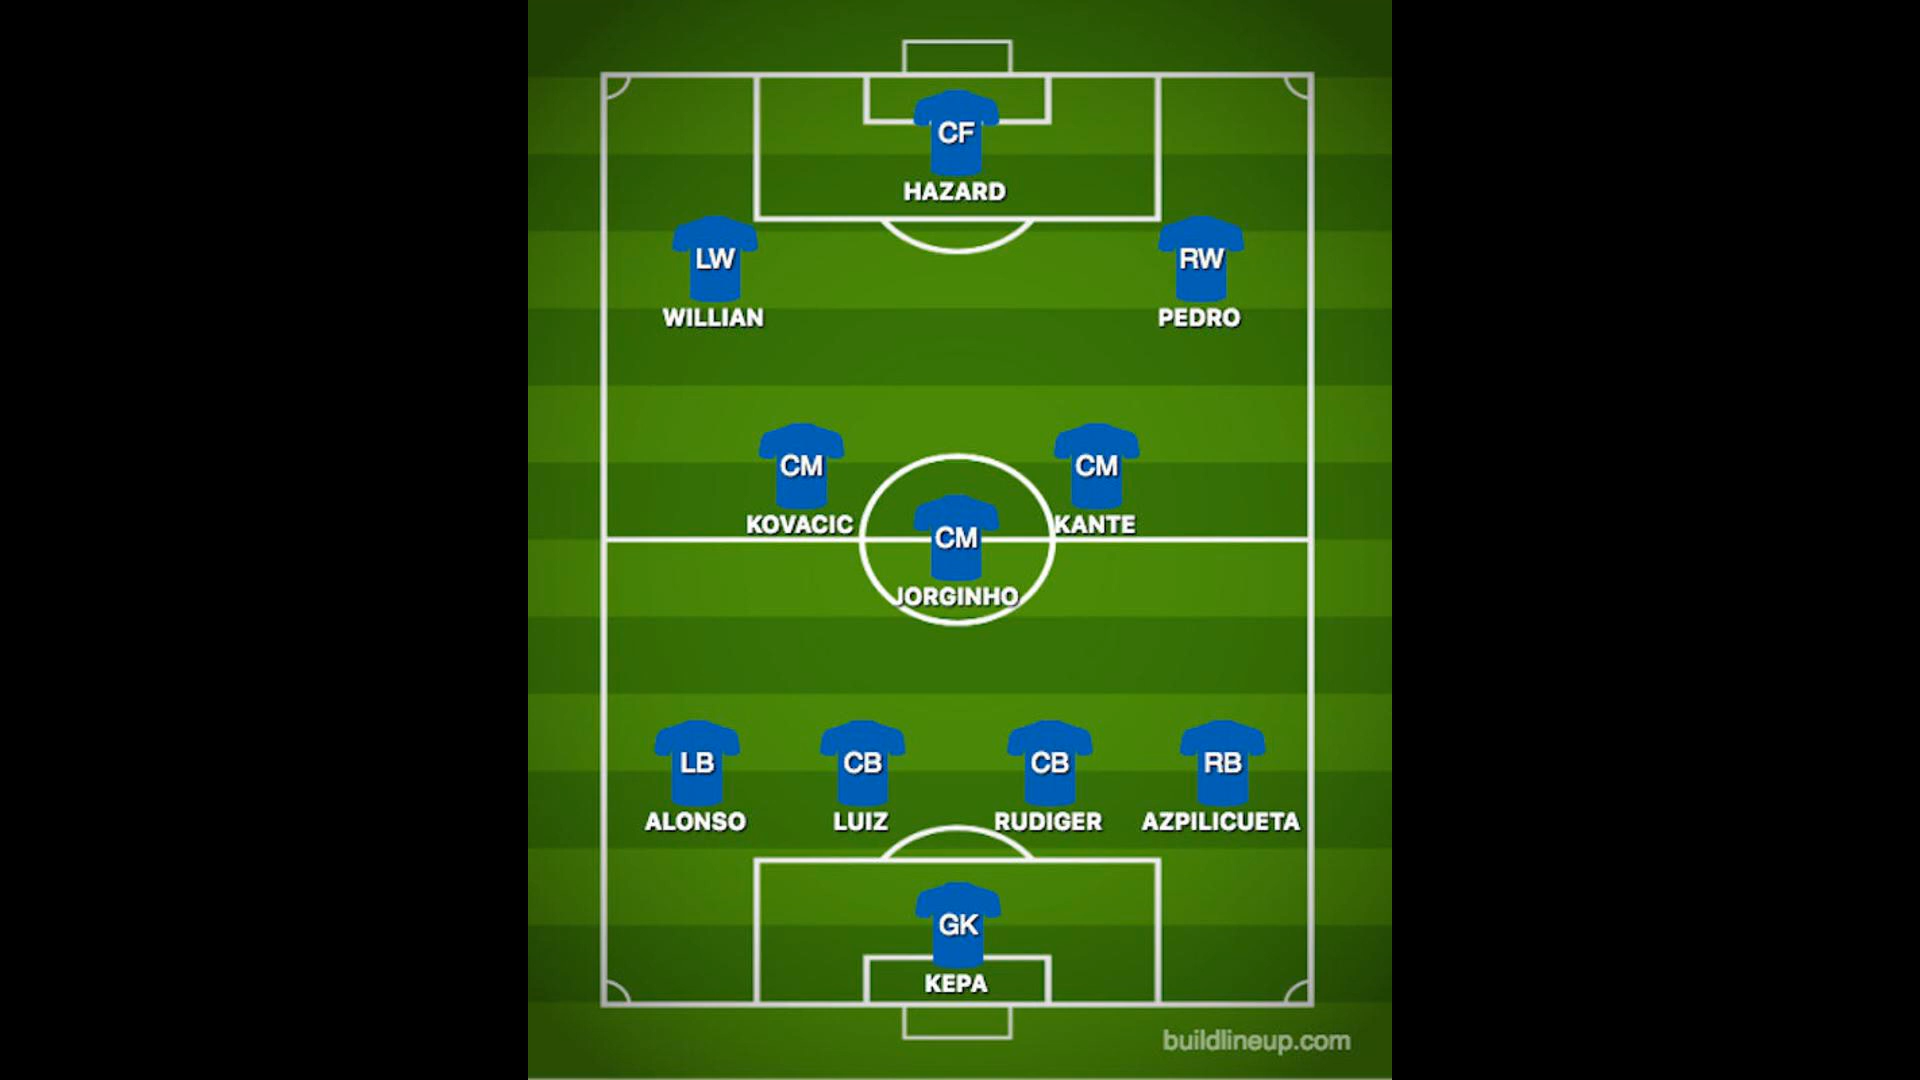 CF
HAZARD
LW
RW
WILLIAN
PEDRO
CM
CM
KOVACIC
KANTE
CM
JORGINHO
LB
CB
CB
RB
ALONSO
LUIZ
RUDIGER
AZPILICUETA
GK
KEPA
buildlineup.com